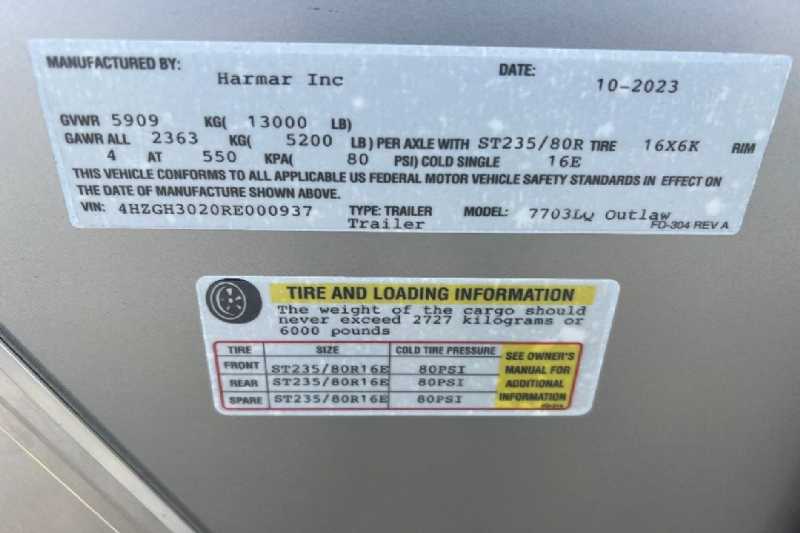 MANUFACTURED BY: Harmar Inc DATE: 10-2023
GVWR 5909 KG( 13000 LB)
GAWR ALL 2363 KG( 5200 LB) PER AXLE WITH ST235/80R TIRE 16X6K RIM
4 AT 550 KPA( 80 PSI) COLD SINGLE 16E
THIS VEHICLE CONFORMS TO ALL APPLICABLE US FEDERAL MOTOR VEHICLE SAFETY STANDARDS IN EFFECT ON
THE DATE OF MANUFACTURE SHOWN ABOVE.
VIN: 4HZGH3020RE000937 TYPE: TRAILER MODEL: 7703LQ Outlaw
Trailer FD-304 REV A
TIRE AND LOADING INFORMATION
The weight of the cargo should
never exceed 2727 kilograms or
6000 pounds
TIRE SIZE COLD TIRE PRESSURE
FRONT ST235/80R16E 80PSI
REAR ST235/80R16E 80PSI
SPARE ST235/80R16E 80PSI
SEE OWNER'S
MANUAL FOR
ADDITIONAL
INFORMATION